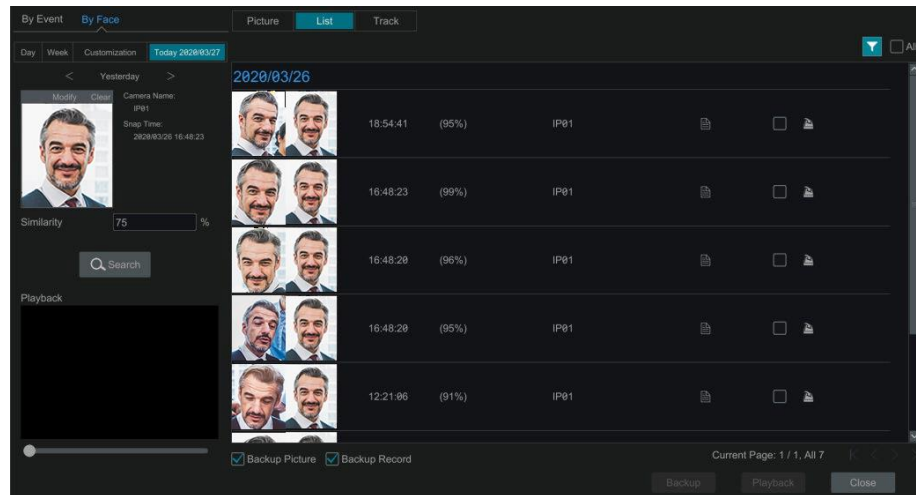 By Event By Face
Picture List Track
All
Day Week Customization Today 2020/03/27
< Yesterday >
2020/03/26
Modify Clear
Camera Name:
IP01
Snap Time:
2020/03/26 16:48:23
18:54:41 (95%) IP01
16:48:23 (99%) IP01
Similarity 75 %
Search
16:48:20 (96%) IP01
Playback
16:48:20 (95%) IP01
12:21:06 (91%) IP01
Backup Picture Backup Record
Current Page: 1 / 1, All 7
Backup Playback Close